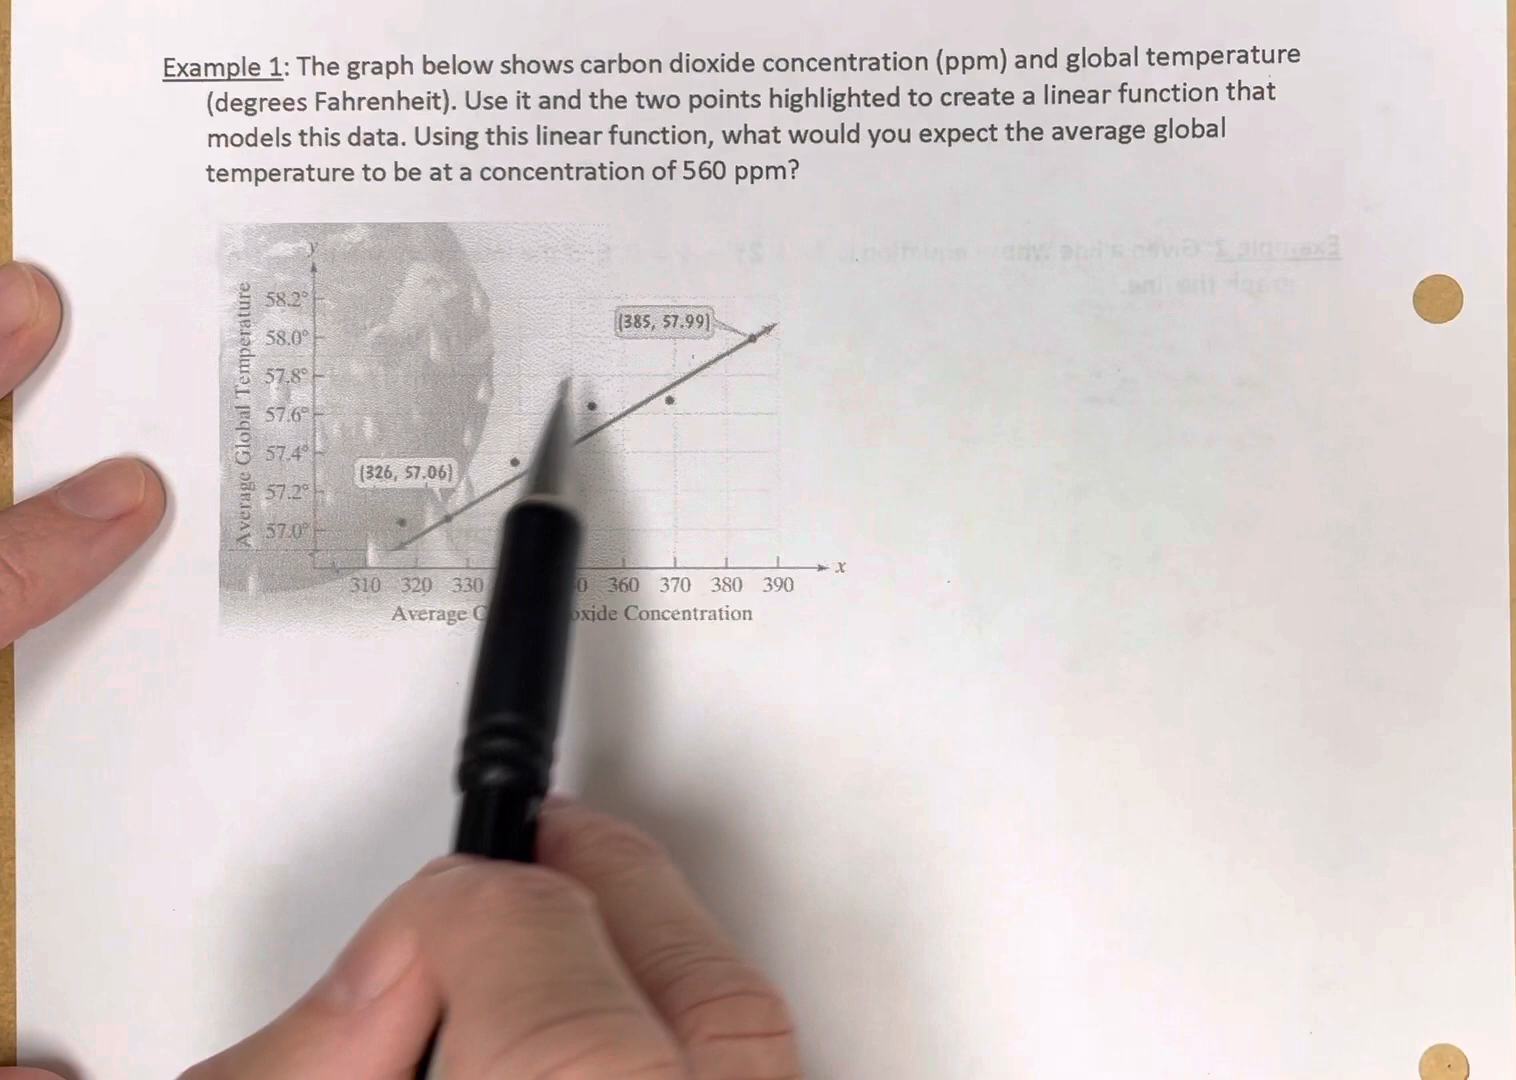 Example 1: The graph below shows carbon dioxide concentration (ppm) and global temperature
(degrees Fahrenheit). Use it and the two points highlighted to create a linear function that
models this data. Using this linear function, what would you expect the average global
temperature to be at a concentration of 560 ppm?
y
58.2°
58.0°
57.8°
57.6°
57.4°
57.2°
57.0°
Average Global Temperature
(385, 57.99)
(326, 57.06)
310 320 330 360 370 380 390
x
Average Concentration